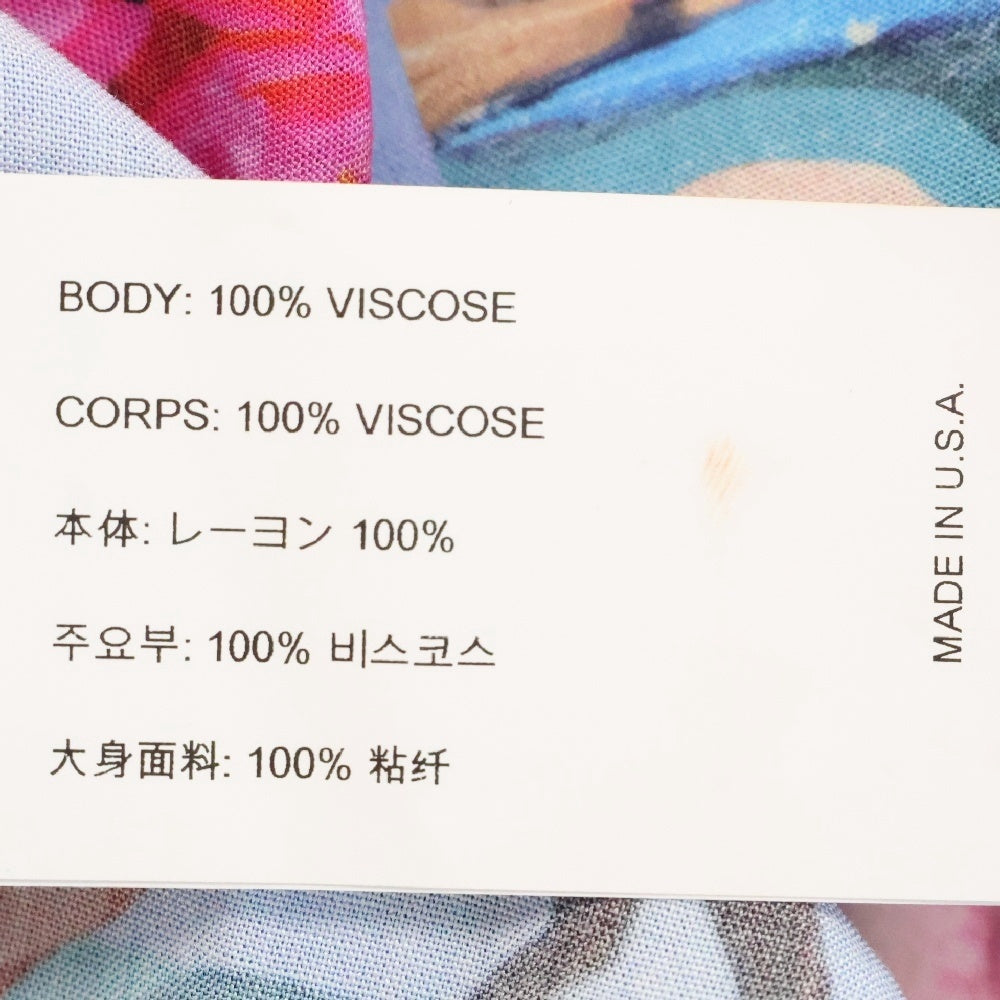 BODY: 100% VISCOSE
CORPS: 100% VISCOSE
本体: レーヨン 100%
주요부: 100% 비스코스
大身面料: 100% 粘纤
MADE IN U.S.A.